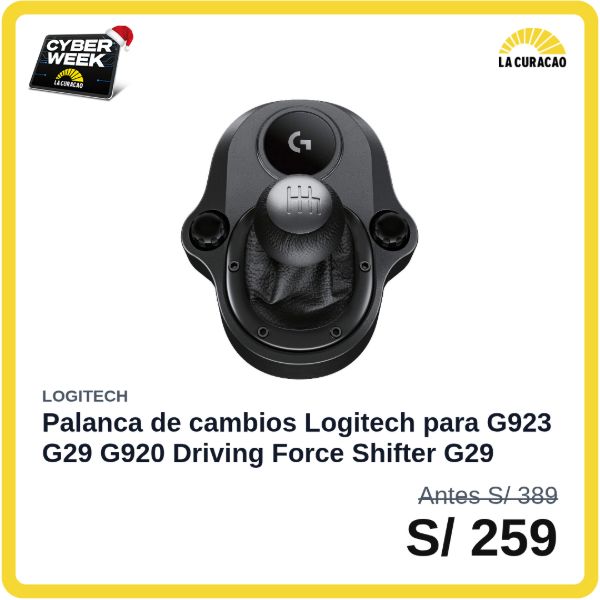 CYBER
WEEK
LA CURACAO
LA CURACAO
LOGITECH
Palanca de cambios Logitech para G923
G29 G920 Driving Force Shifter G29
Antes S/ 389
S/ 259